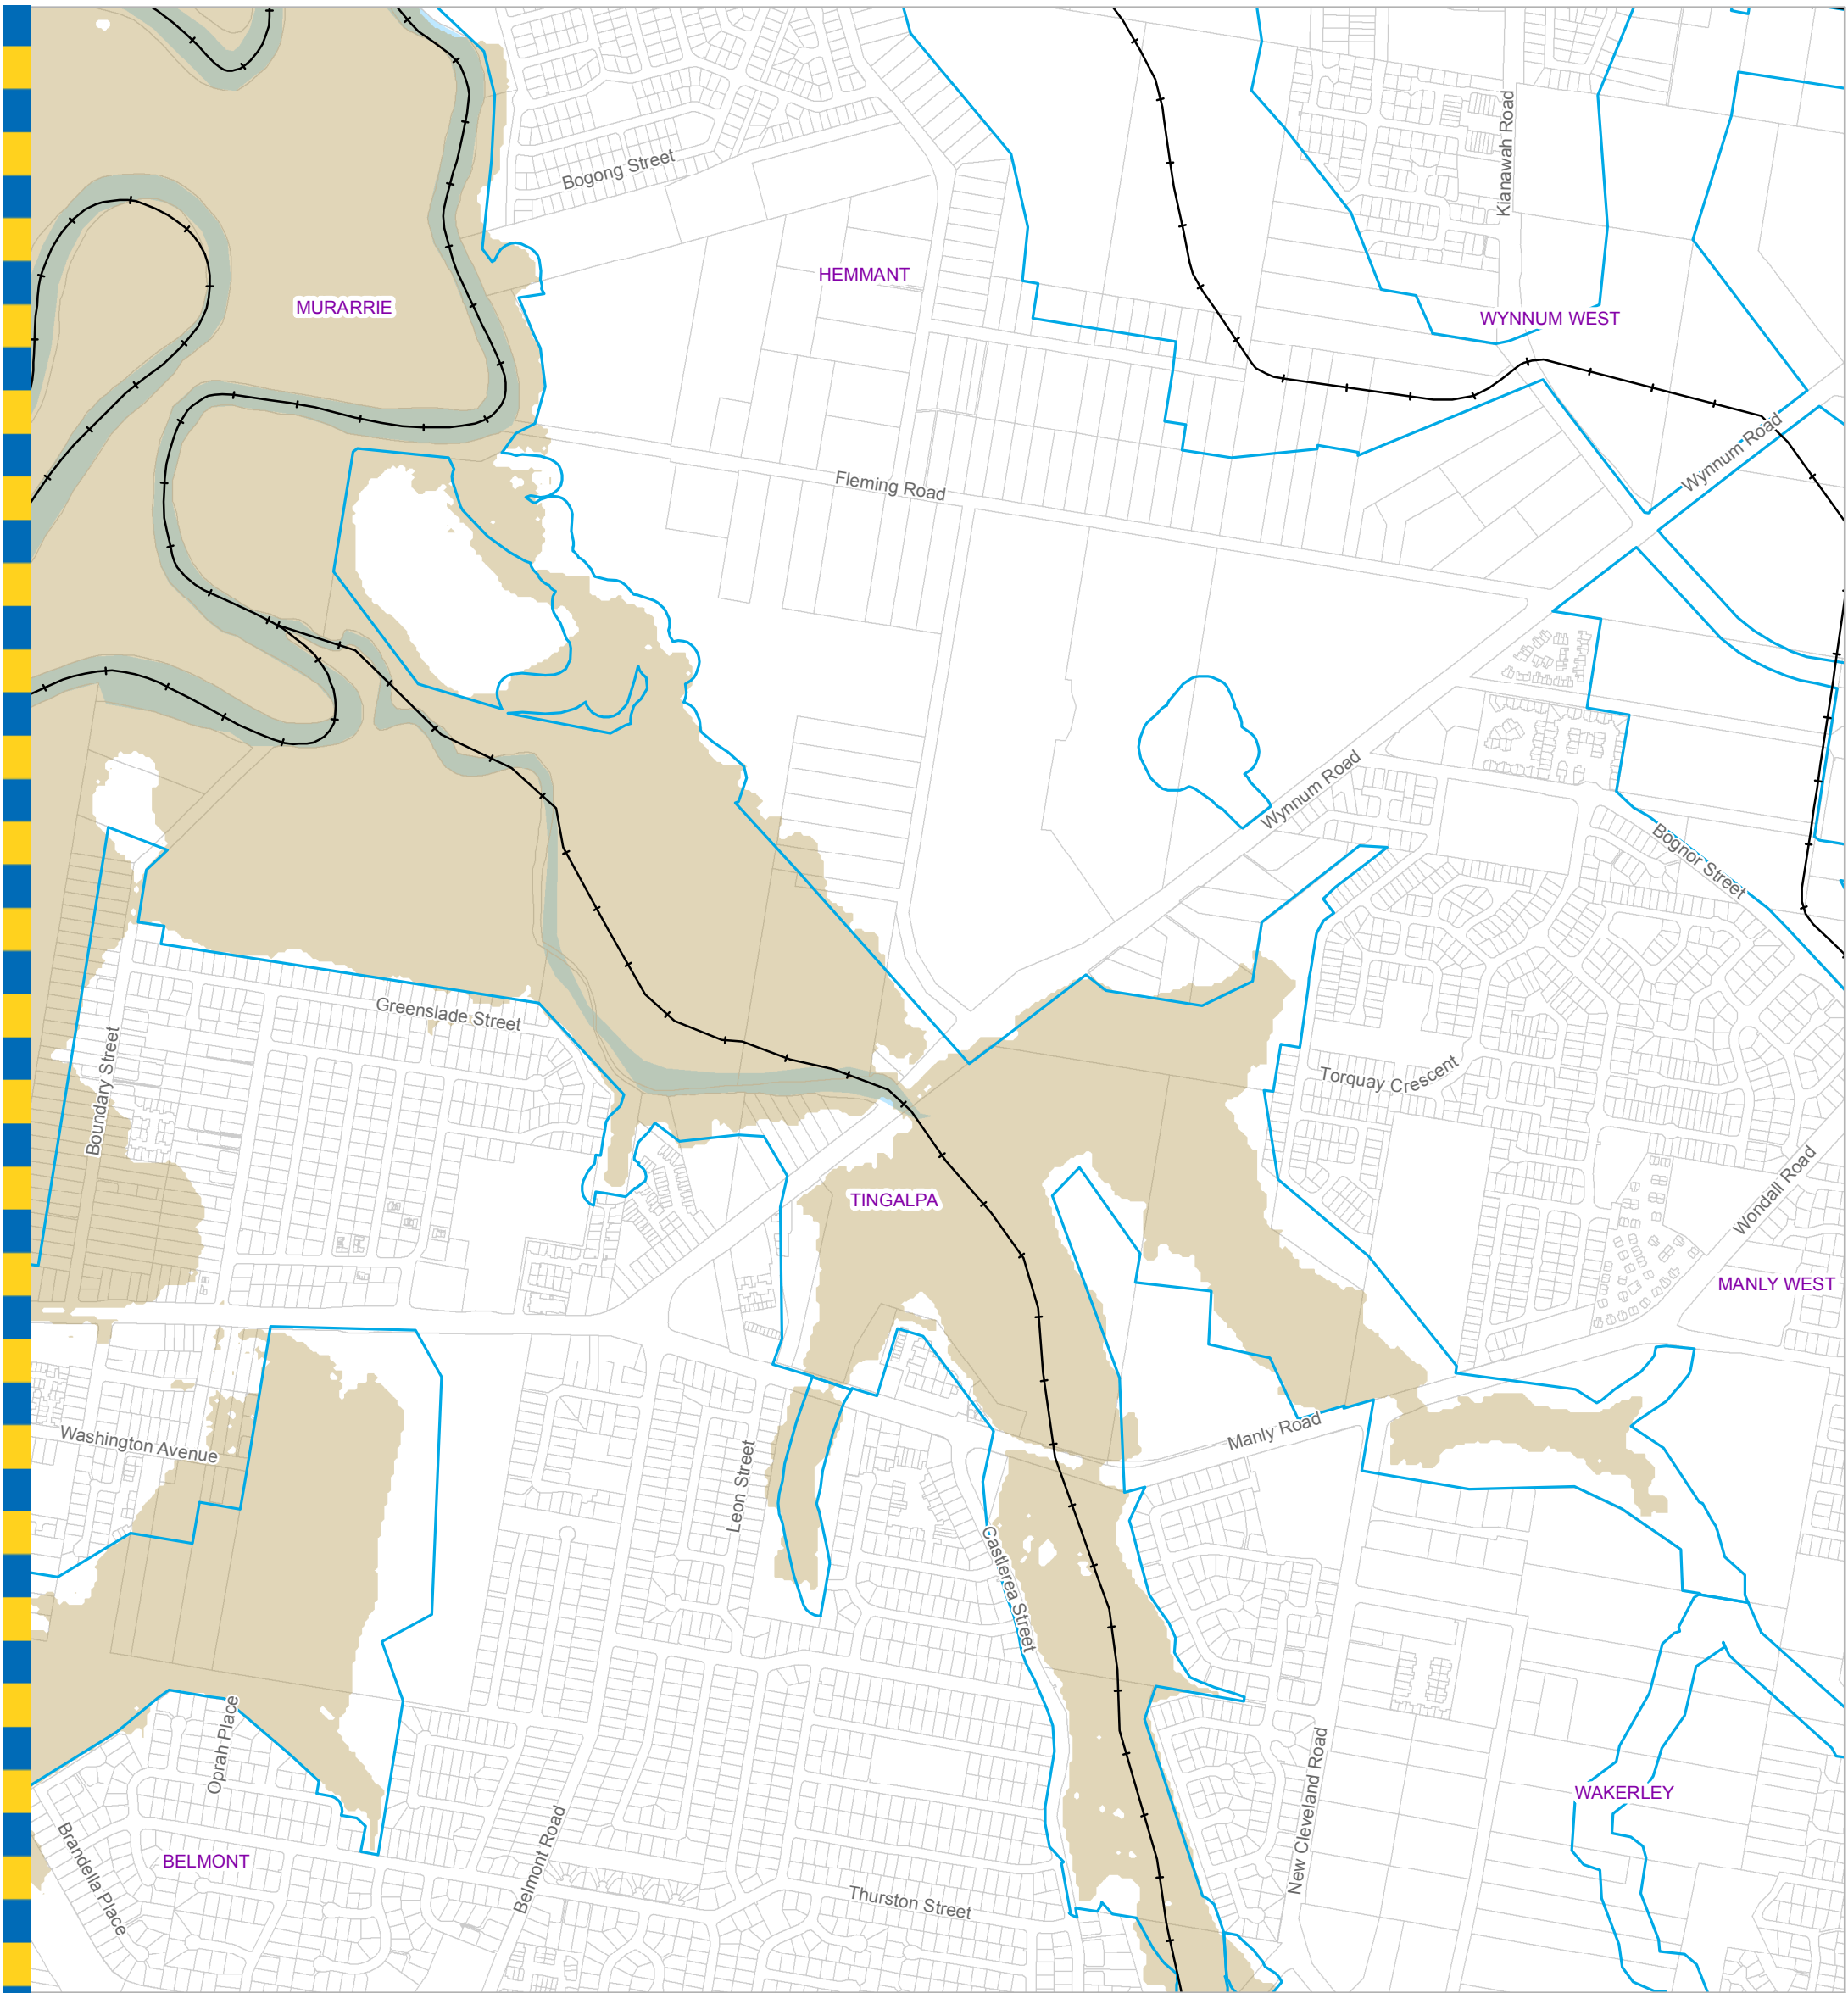 Kianawah Road
Bogong Street
HEMMANT
MURARRIE
WYNNUM WEST
Wynnum Road
Fleming Road
Wynnum Road
Bognor Street
Greenslade Street
Boundary Street
Torquay Crescent
Wondall Road
TINGALPA
MANLY WEST
Manly Road
Washington Avenue
Leon Street
Castlerea Street
Oprah Place
New Cleveland Road
WAKERLEY
Belmont Road
BELMONT
Brandella Place
Thurston Street